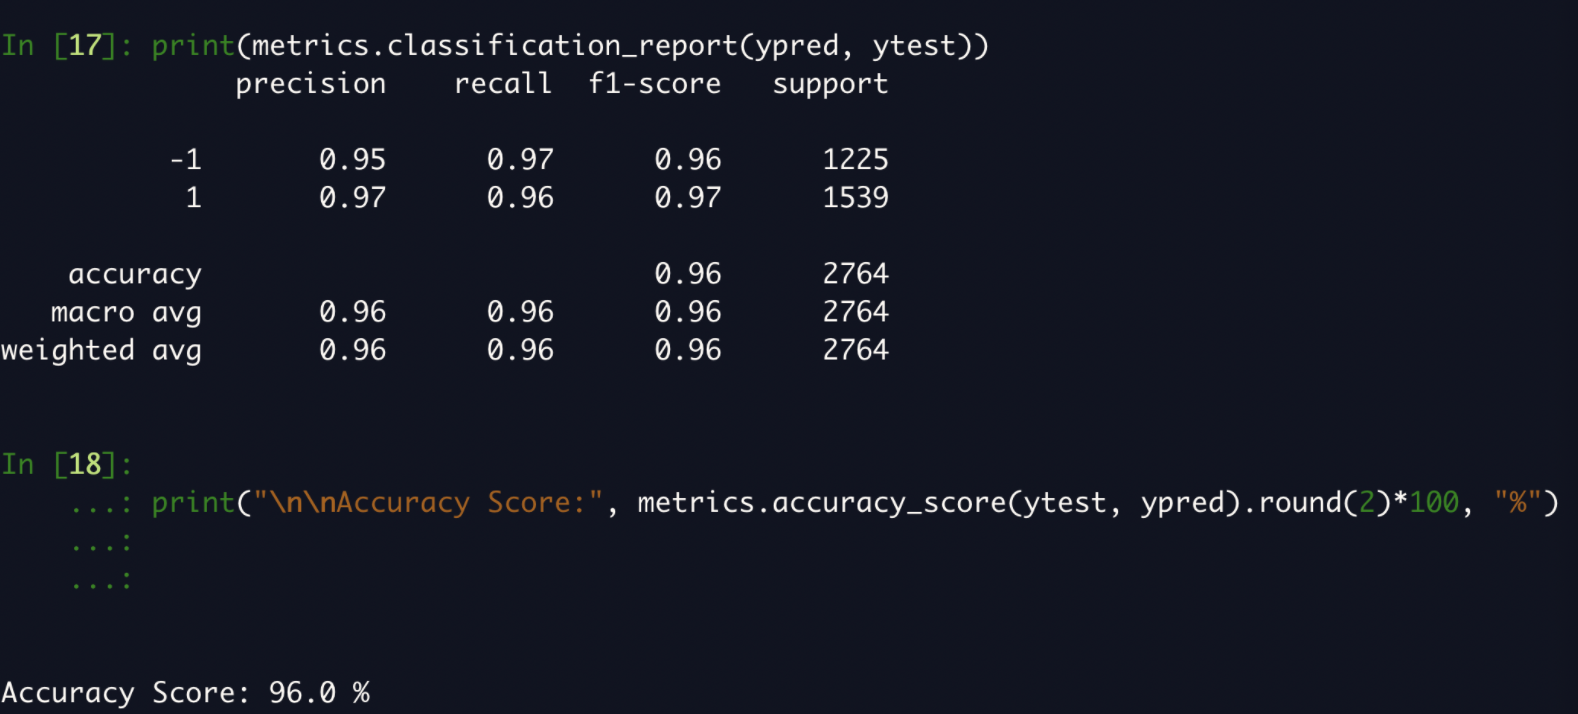 In [17]: print(metrics.classification_report(ypred, ytest))
              precision    recall  f1-score   support

          -1       0.95      0.97      0.96      1225
           1       0.97      0.96      0.97      1539

    accuracy                           0.96      2764
   macro avg       0.96      0.96      0.96      2764
weighted avg       0.96      0.96      0.96      2764

In [18]:
    ...: print("\n\nAccuracy Score:", metrics.accuracy_score(ytest, ypred).round(2)*100, "%")
    ...:
    ...:

Accuracy Score: 96.0 %